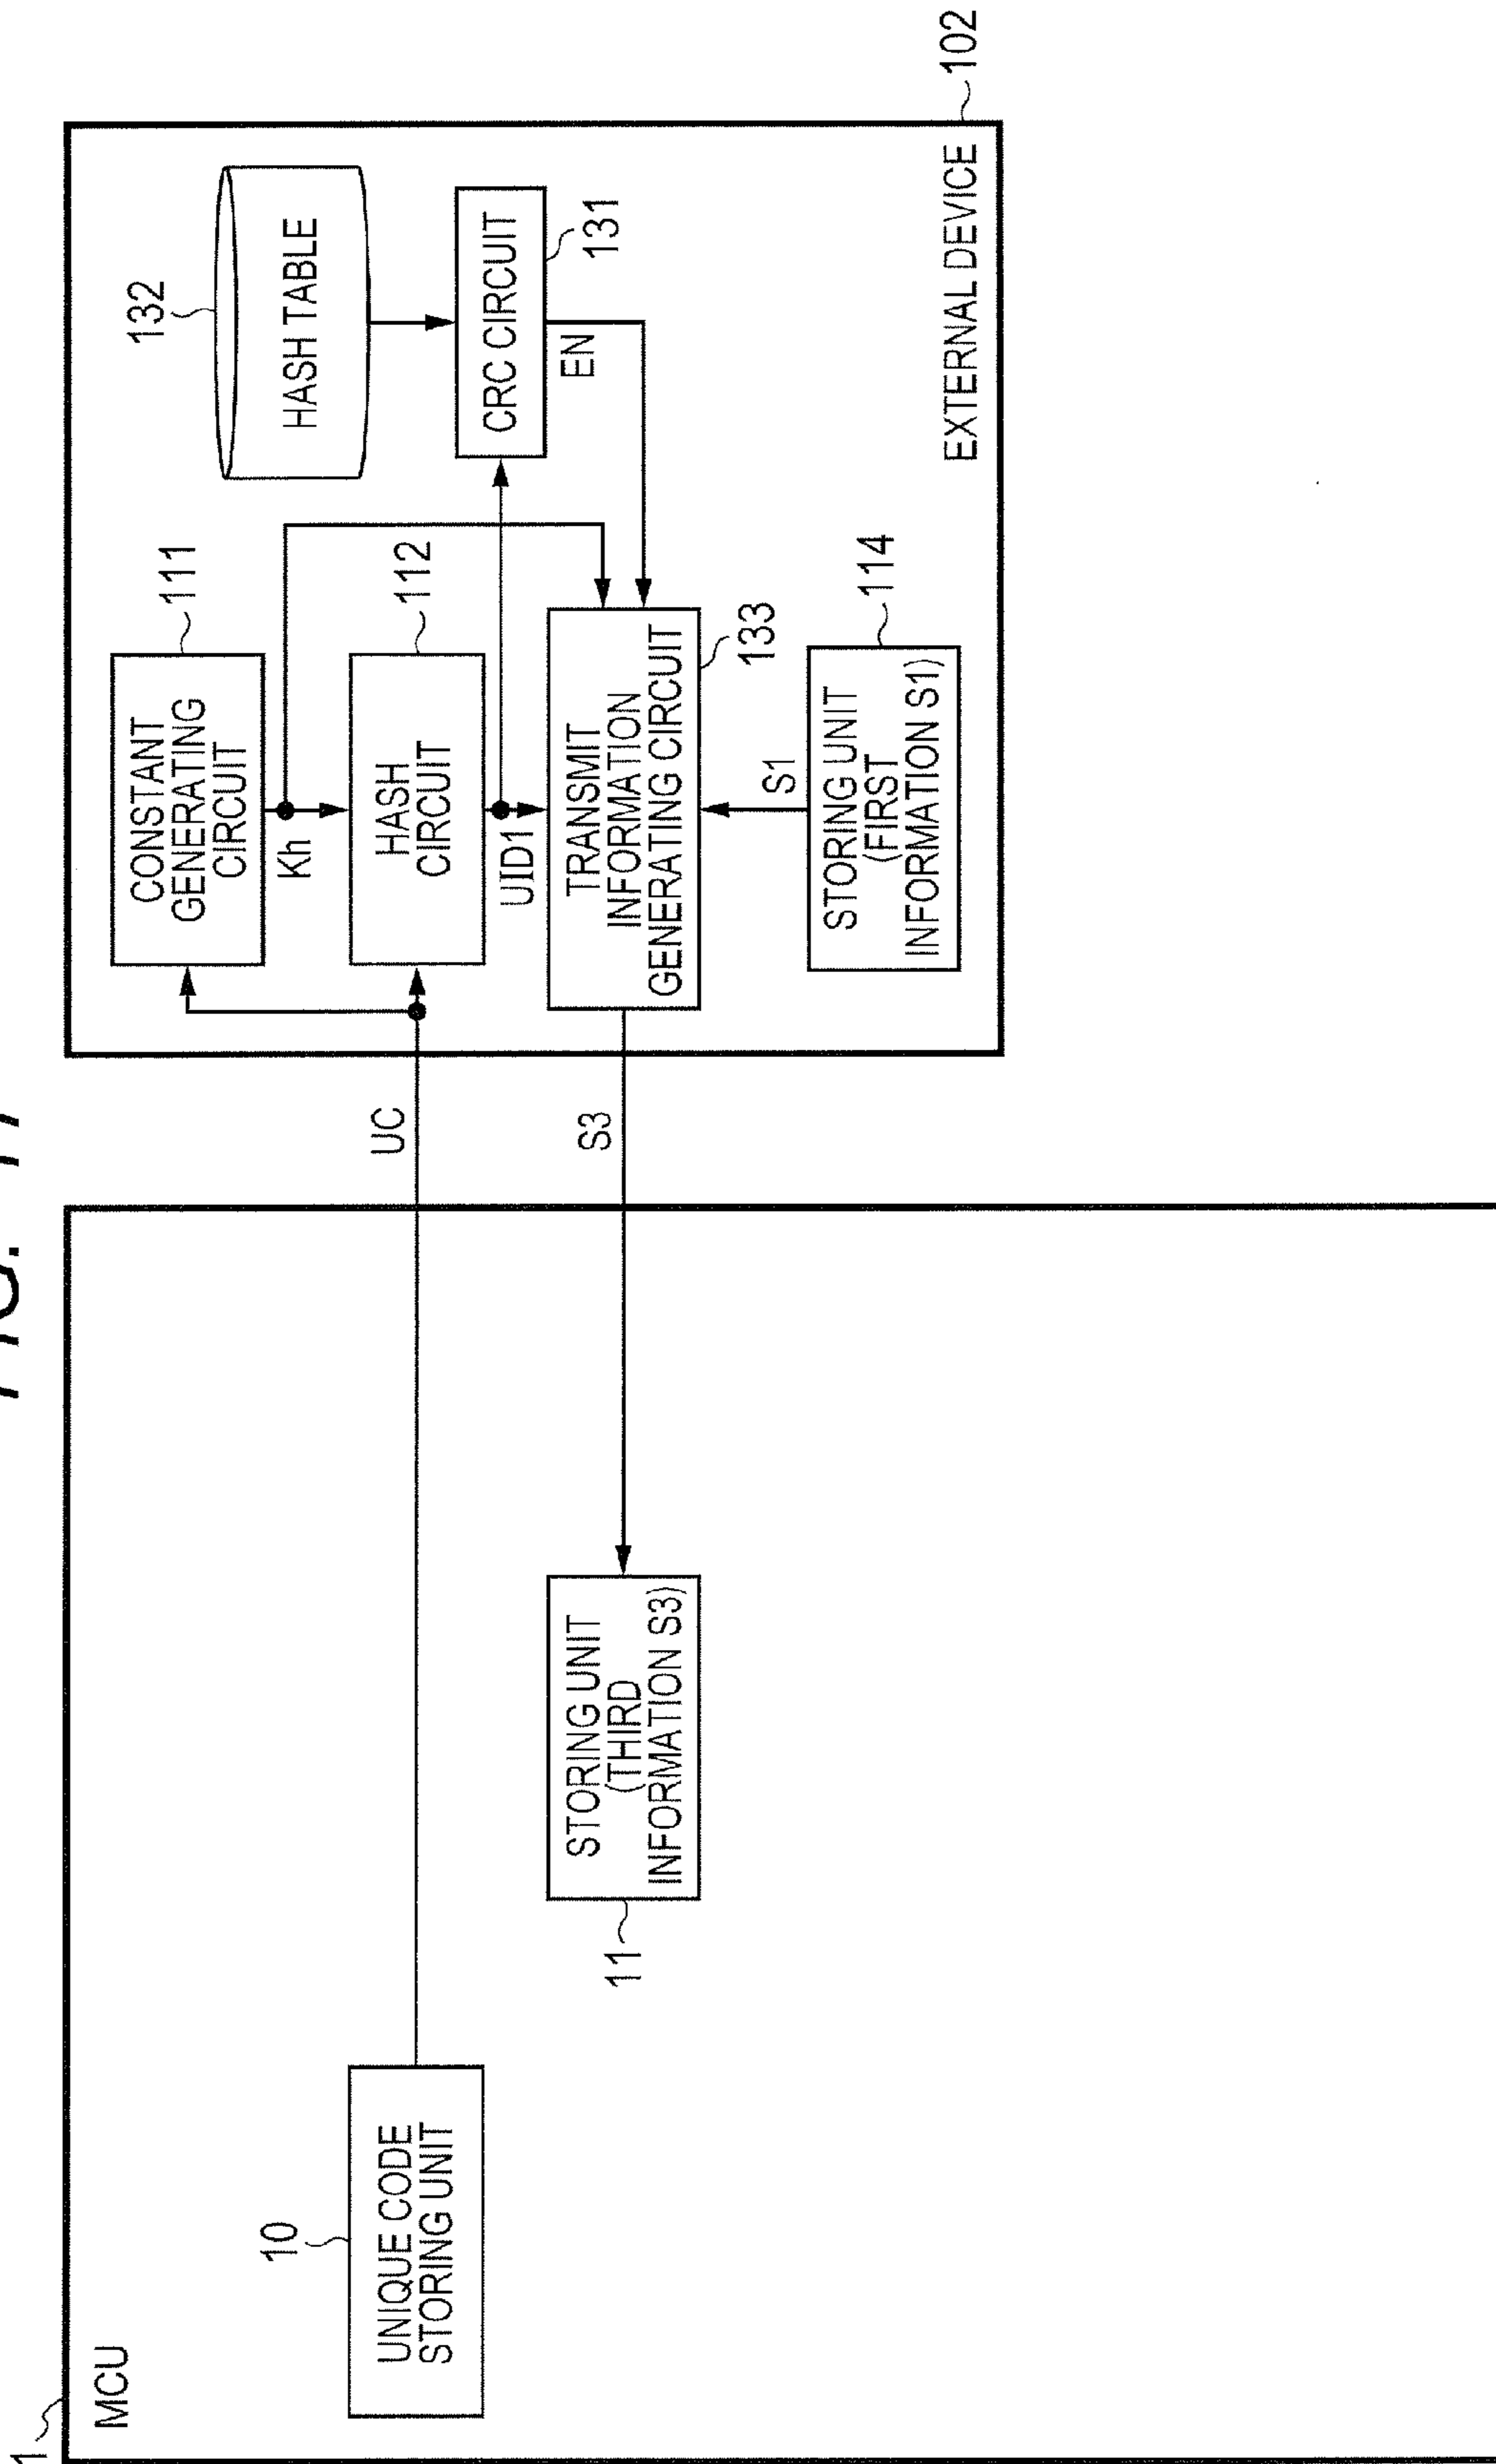 FIG.
1
MCU
10
UNIQUE CODE
STORING UNIT
UC
11
STORING UNIT
(THIRD
INFORMATION S3)
S3
CONSTANT
GENERATING
CIRCUIT
111
Kh
HASH
CIRCUIT
112
UID1
TRANSMIT
INFORMATION
GENERATING CIRCUIT
133
S1
STORING UNIT
(FIRST
INFORMATION S1)
114
132
HASH TABLE
CRC CIRCUIT
131
EN
EXTERNAL DEVICE
102